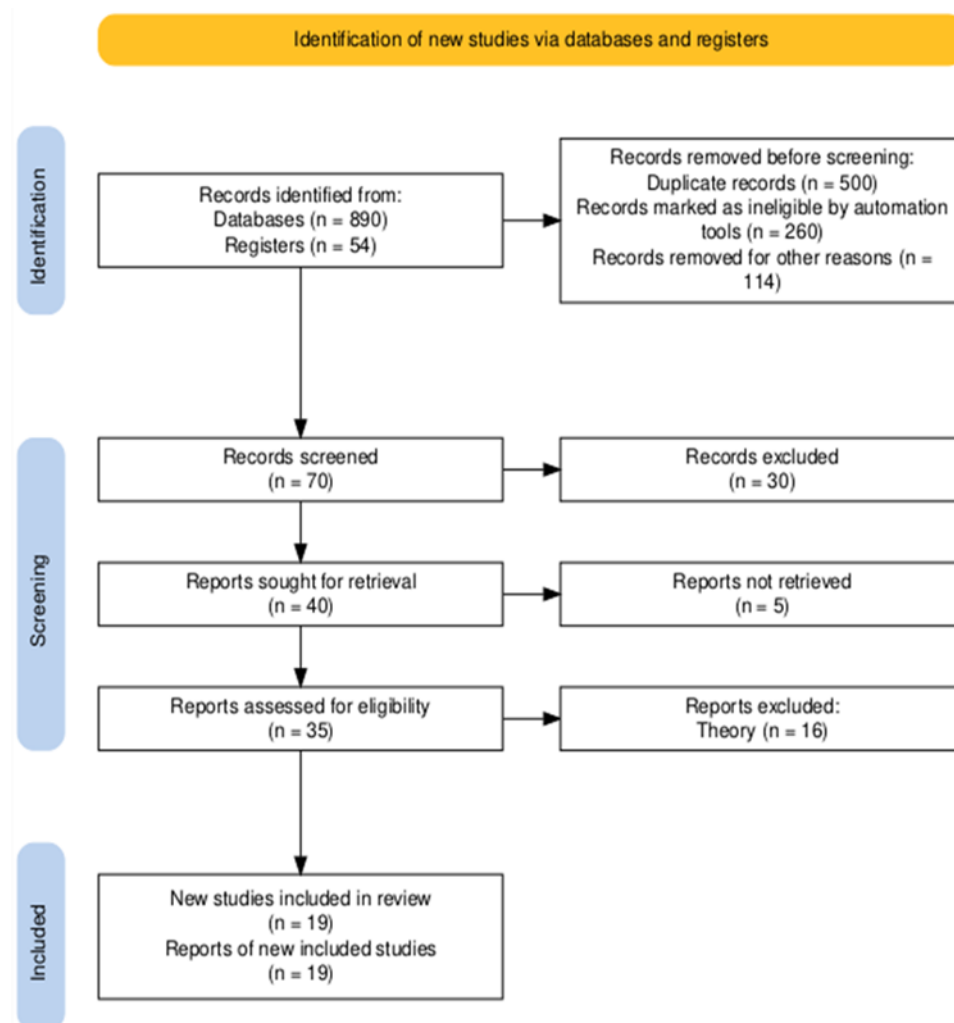 Identification of new studies via databases and registers
Identification
Records identified from:
Databases (n = 890)
Registers (n = 54)
Records removed before screening:
Duplicate records (n = 500)
Records marked as ineligible by automation
tools (n = 260)
Records removed for other reasons (n =
114)
Screening
Records screened
(n = 70)
Records excluded
(n = 30)
Reports sought for retrieval
(n = 40)
Reports not retrieved
(n = 5)
Reports assessed for eligibility
(n = 35)
Reports excluded:
Theory (n = 16)
Included
New studies included in review
(n = 19)
Reports of new included studies
(n = 19)